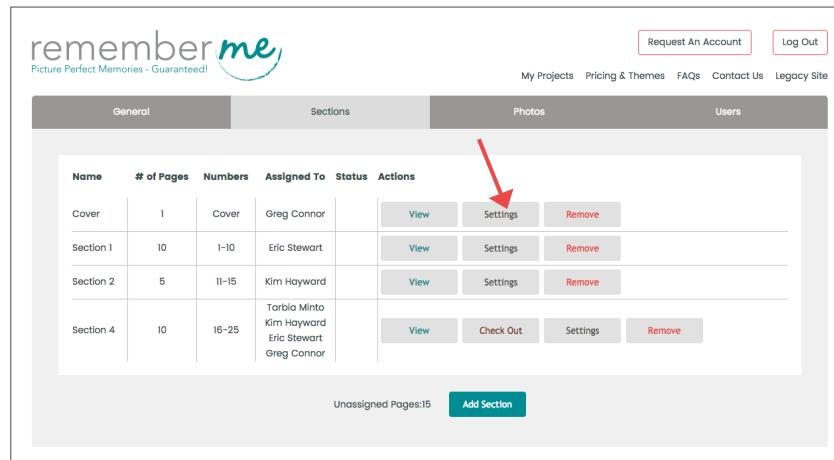 remember me
Picture Perfect Memories - Guaranteed!
Request An Account
Log Out
My Projects Pricing & Themes FAQs Contact Us Legacy Site
General Sections Photos Users
Name # of Pages Numbers Assigned To Status Actions
Cover 1 Cover Greg Connor View Settings Remove
Section 1 10 1-10 Eric Stewart View Settings Remove
Section 2 5 11-15 Kim Hayward View Settings Remove
Section 4 10 16-25 Tarbia Minto
Kim Hayward
Eric Stewart
Greg Connor
View Check Out Settings Remove
Unassigned Pages:15 Add Section